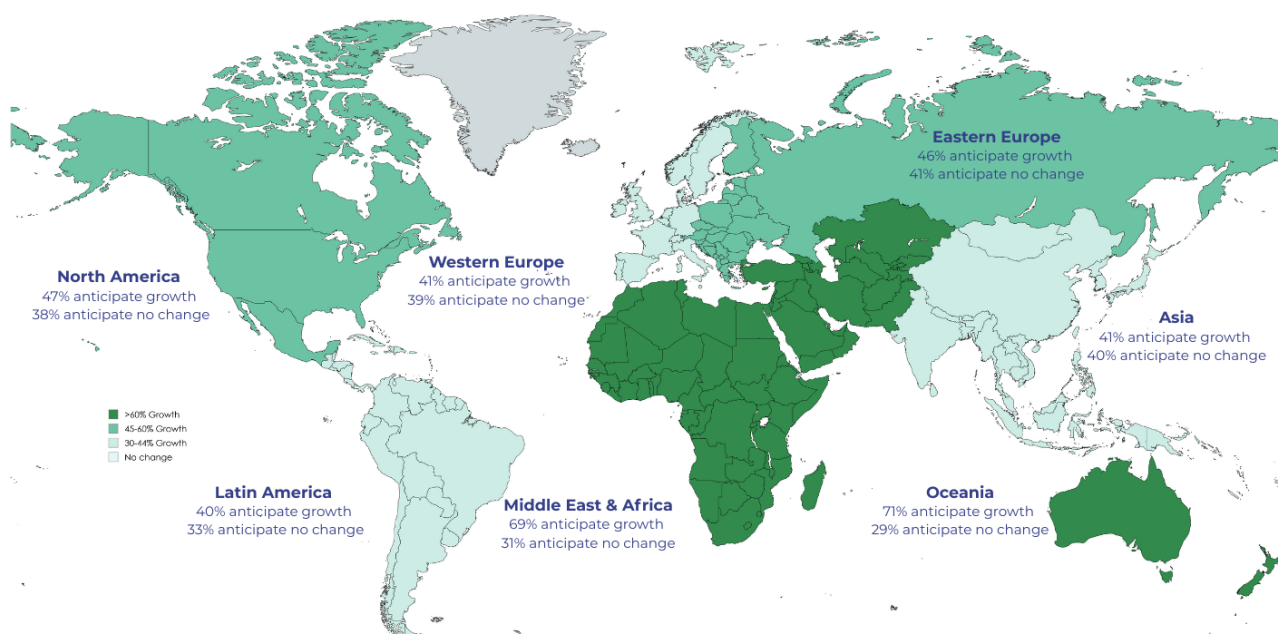 Eastern Europe
46% anticipate growth
41% anticipate no change
North America
47% anticipate growth
38% anticipate no change
Western Europe
41% anticipate growth
39% anticipate no change
Asia
41% anticipate growth
40% anticipate no change
>60% Growth
45-60% Growth
30-44% Growth
No change
Latin America
40% anticipate growth
33% anticipate no change
Middle East & Africa
69% anticipate growth
31% anticipate no change
Oceania
71% anticipate growth
29% anticipate no change